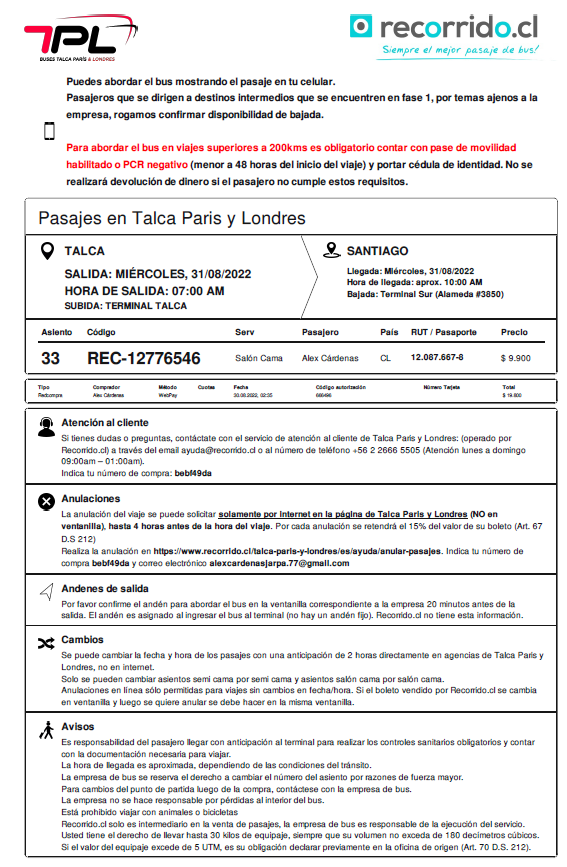 TPL
BUSES TALCA PARÍS & LONDRES
recorrido.cl
Siempre el mejor pasaje de bus!
Puedes abordar el bus mostrando el pasaje en tu celular.
Pasajeros que se dirigen a destinos intermedios que se encuentren en fase 1, por temas ajenos a la
empresa, rogamos confirmar disponibilidad de bajada.
Para abordar el bus en viajes superiores a 200kms es obligatorio contar con pase de movilidad
habilitado o PCR negativo (menor a 48 horas del inicio del viaje) y portar cédula de identidad. No se
realizará devolución de dinero si el pasajero no cumple estos requisitos.
Pasajes en Talca Paris y Londres
TALCA
SALIDA: MIÉRCOLES, 31/08/2022
HORA DE SALIDA: 07:00 AM
SUBIDA: TERMINAL TALCA
SANTIAGO
Llegada: Miércoles, 31/08/2022
Hora de llegada: aprox. 10:00 AM
Bajada: Terminal Sur (Alameda #3850)
Asiento Código Serv Pasajero País RUT / Pasaporte Precio
33 REC-12776546 Salón Cama Alex Cárdenas CL 12.087.667-8 $ 9.900
Tipo Comprador Método Cuotas Fecha Código autorización Número Tarjeta Total
Redcompra Alex Cárdenas WebPay 30.08.2022, 02:35 666496 $ 19.800
Atención al cliente
Si tienes dudas o preguntas, contáctate con el servicio de atención al cliente de Talca Paris y Londres: (operado por
Recorrido.cl) a través del email ayuda@recorrido.cl o al número de teléfono +56 2 2666 5505 (Atención lunes a domingo
09:00am – 01:00am).
Indica tu número de compra: bebf49da
Anulaciones
La anulación del viaje se puede solicitar solamente por Internet en la página de Talca Paris y Londres (NO en
ventanilla), hasta 4 horas antes de la hora del viaje. Por cada anulación se retendrá el 15% del valor de su boleto (Art. 67
D.S 212)
Realiza la anulación en https://www.recorrido.cl/talca-paris-y-londres/es/ayuda/anular-pasajes. Indica tu número de
compra bebf49da y correo electrónico alexcardenasjarpa.77@gmail.com
Andenes de salida
Por favor confirme el andén para abordar el bus en la ventanilla correspondiente a la empresa 20 minutos antes de la
salida. El andén es asignado al ingresar el bus al terminal (no hay un andén fijo). Recorrido.cl no tiene esta información.
Cambios
Se puede cambiar la fecha y hora de los pasajes con una anticipación de 2 horas directamente en agencias de Talca Paris y
Londres, no en internet.
Solo se pueden cambiar asientos semi cama por semi cama y asientos salón cama por salón cama.
Anulaciones en línea sólo permitidas para viajes sin cambios en fecha/hora. Si el boleto vendido por Recorrido.cl se cambia
en ventanilla y luego se quiere anular se debe hacer en la misma ventanilla.
Avisos
Es responsabilidad del pasajero llegar con anticipación al terminal para realizar los controles sanitarios obligatorios y contar
con la documentación necesaria para viajar.
La hora de llegada es aproximada, dependiendo de las condiciones del tránsito.
La empresa de bus se reserva el derecho a cambiar el número del asiento por razones de fuerza mayor.
Para cambios del punto de partida luego de la compra, contáctese con la empresa de bus.
La empresa no se hace responsable por pérdidas al interior del bus.
Está prohibido viajar con animales o bicicletas
Recorrido.cl solo es intermediario en la venta de pasajes, la empresa de bus es responsable de la ejecución del servicio.
Usted tiene el derecho de llevar hasta 30 kilos de equipaje, siempre que su volumen no exceda de 180 decímetros cúbicos.
Si el valor del equipaje excede de 5 UTM, es su obligación declarar previamente en la oficina de origen (Art. 70 D.S. 212).